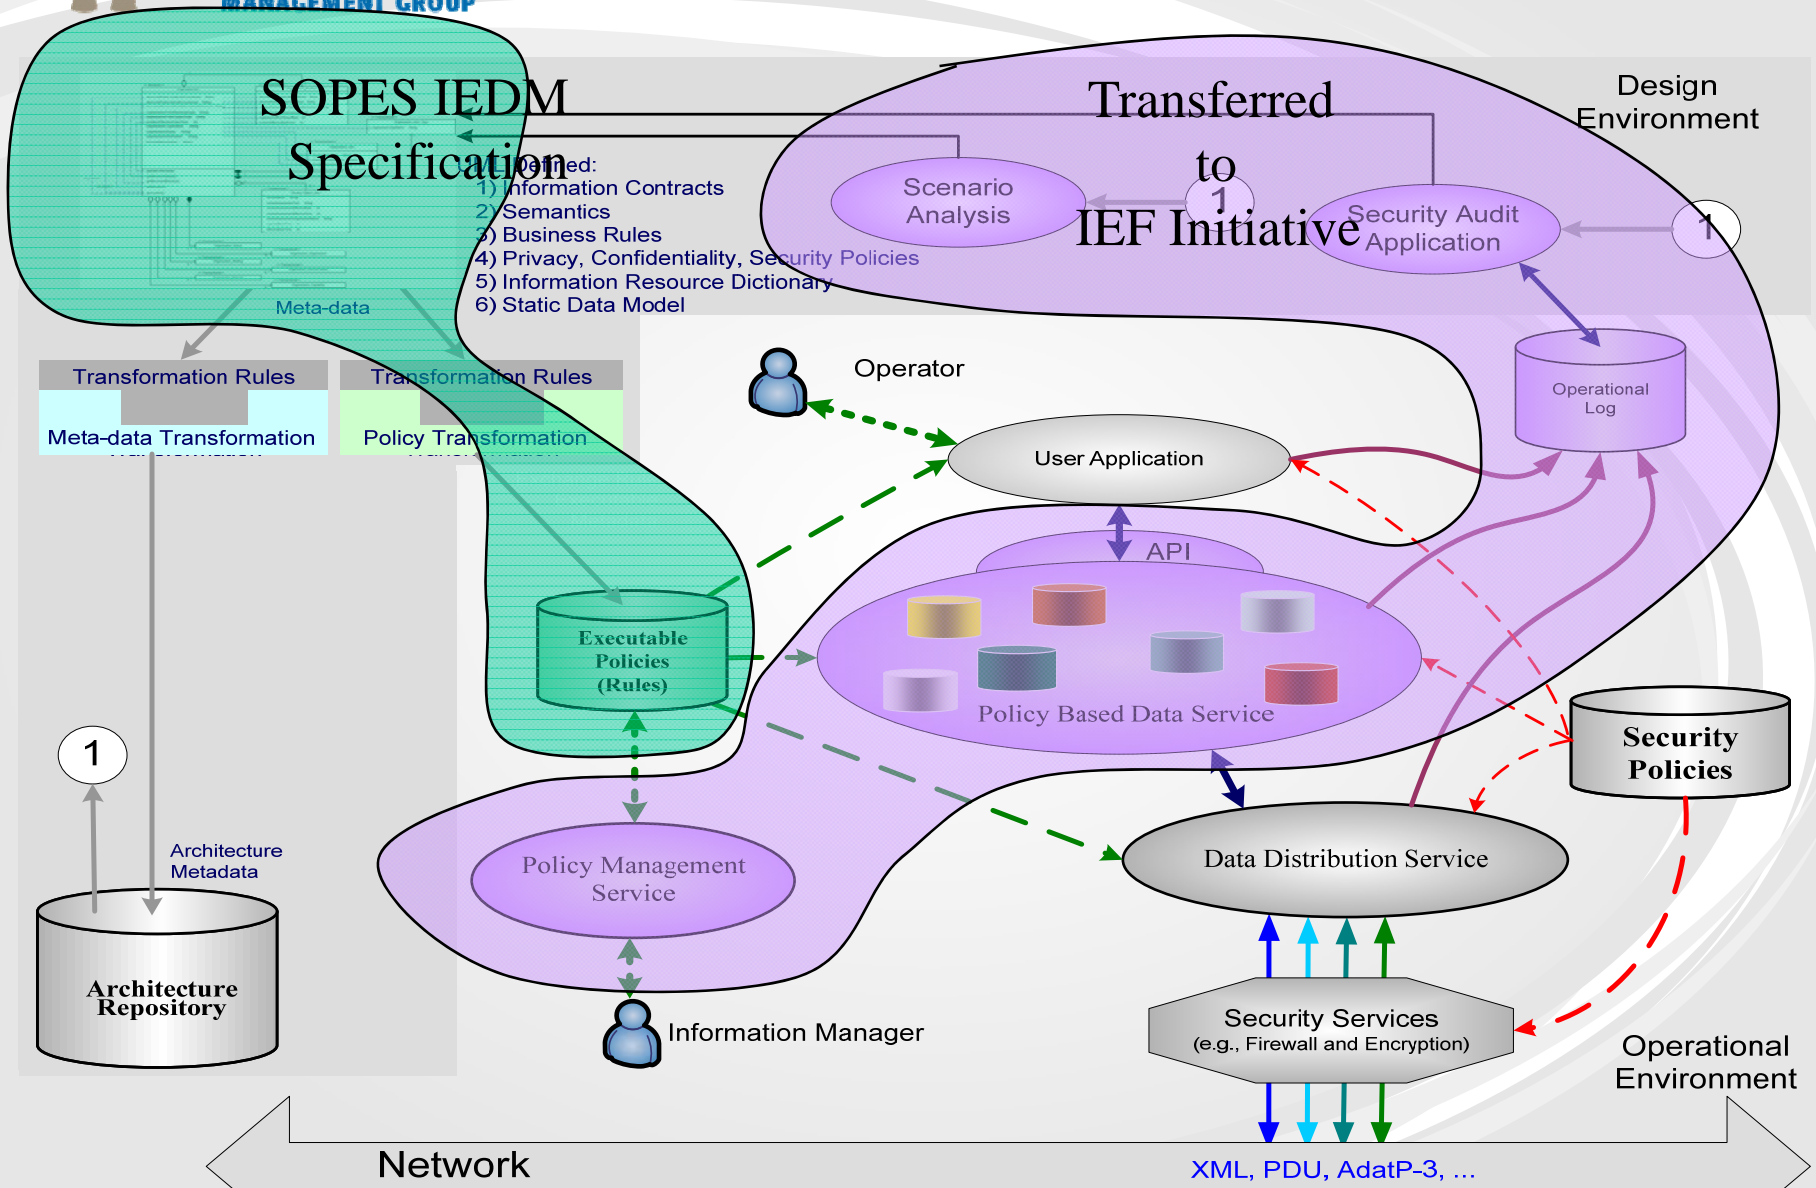 MANAGEMENT GROUP
SOPES IEDM
Specification
Transferred
to
IEF Initiative
Design
Environment
UML Defined:
1) Information Contracts
2) Semantics
3) Business Rules
4) Privacy, Confidentiality, Security Policies
5) Information Resource Dictionary
6) Static Data Model
Scenario
Analysis
1
Security Audit
Application
1
Meta-data
Transformation Rules
Transformation Rules
Meta-data Transformation
Policy Transformation
Operator
User Application
Operational
Log
API
Executable
Policies
(Rules)
Policy Based Data Service
Security
Policies
1
Architecture
Metadata
Policy Management
Service
Data Distribution Service
Architecture
Repository
Information Manager
Security Services
(e.g., Firewall and Encryption)
Operational
Environment
Network
XML, PDU, AdatP-3, ...